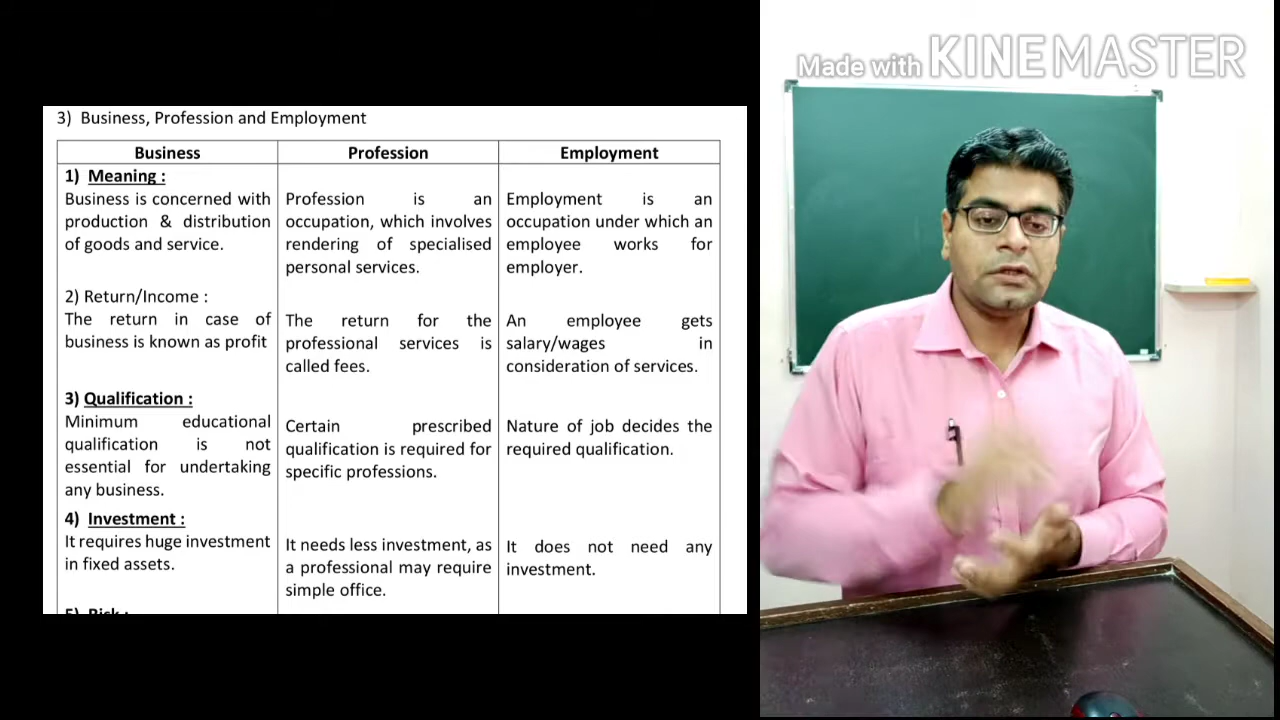 3) Business, Profession and Employment
Business Profession Employment
1) Meaning :
Business is concerned with
production & distribution
of goods and service.
Profession is an
occupation, which involves
rendering of specialised
personal services.
Employment is an
occupation under which an
employee works for
employer.
2) Return/Income :
The return in case of
business is known as profit
The return for the
professional services is
called fees.
An employee gets
salary/wages in
consideration of services.
3) Qualification :
Minimum educational
qualification is not
essential for undertaking
any business.
Certain prescribed
qualification is required for
specific professions.
Nature of job decides the
required qualification.
4) Investment :
It requires huge investment
in fixed assets.
It needs less investment, as
a professional may require
simple office.
It does not need any
investment.
5) Risk :
Made with KINEMASTER